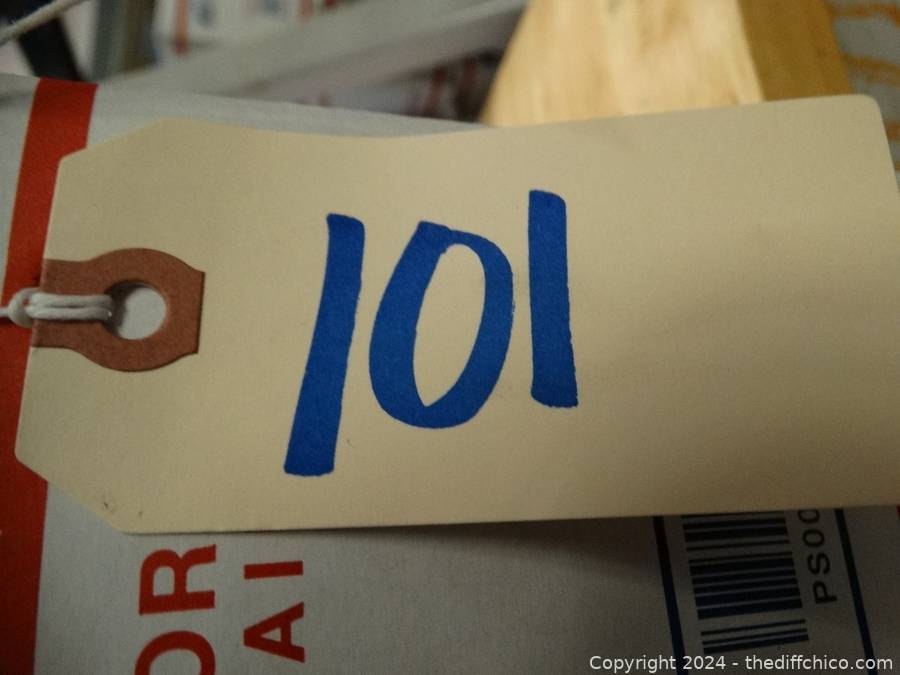 101
OR
AI
PS00
Copyright 2024 - thediffchico.com